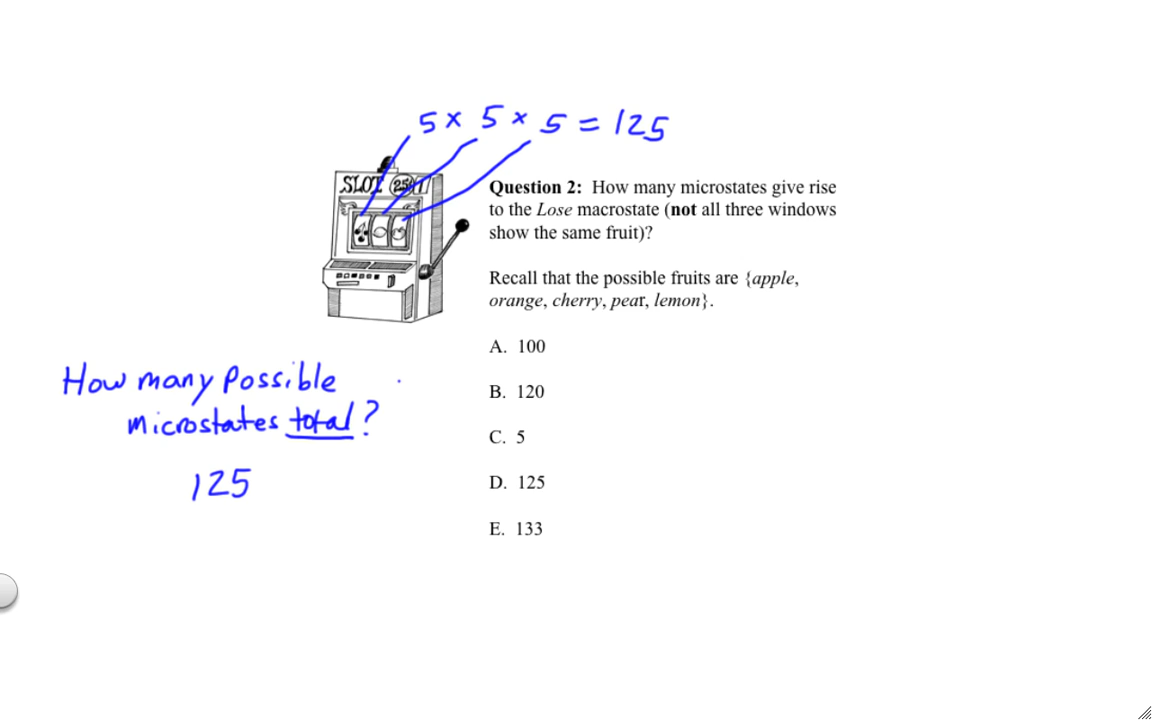 5 x 5 x 5 = 125
SLOT 25¢
Question 2: How many microstates give rise
to the Lose macrostate (not all three windows
show the same fruit)?
Recall that the possible fruits are {apple,
orange, cherry, pear, lemon}.
A. 100
B. 120
C. 5
D. 125
E. 133
How many possible
microstates total?
125